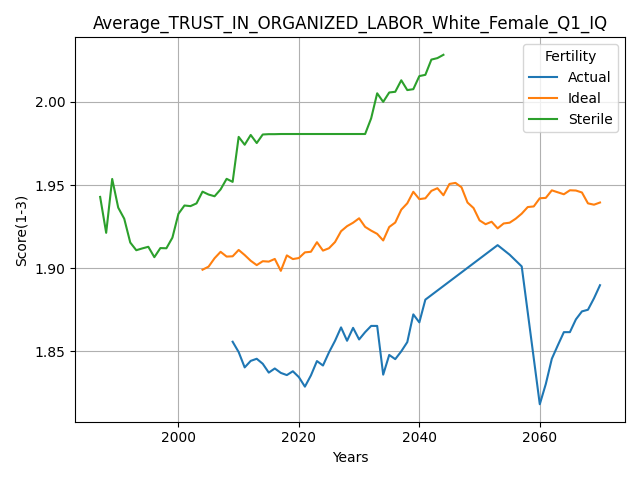 Average_TRUST_IN_ORGANIZED_LABOR_White_Female_Q1_IQ
Fertility
Actual
Ideal
Sterile
Score(1-3)
2.00
1.95
1.90
1.85
2000
2020
2040
2060
Years